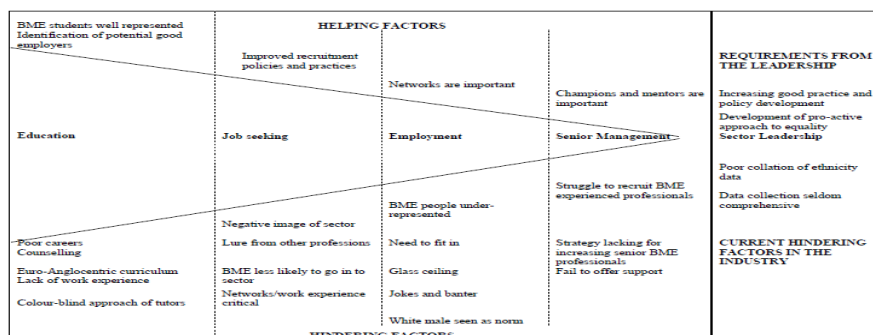 BME students well represented
Identification of potential good
employers
HELPING FACTORS
Improved recruitment
policies and practices
Networks are important
Champions and mentors are
important
REQUIREMENTS FROM
THE LEADERSHIP
Increasing good practice and
policy development
Development of pro-active
approach to equality
Education
Job seeking
Employment
Senior Management
Sector Leadership
Poor collation of ethnicity
data
Data collection seldom
comprehensive
Struggle to recruit BME
experienced professionals
BME people under-
represented
Negative image of sector
Poor careers
Counselling
Euro-Anglocentric curriculum
Lack of work experience
Colour-blind approach of tutors
Lure from other professions
BME less likely to go in to
sector
Networks/work experience
critical
Need to fit in
Glass ceiling
Jokes and banter
White male seen as norm
Strategy lacking for
increasing senior BME
professionals
Fail to offer support
CURRENT HINDERING
FACTORS IN THE
INDUSTRY
HINDERING FACTORS